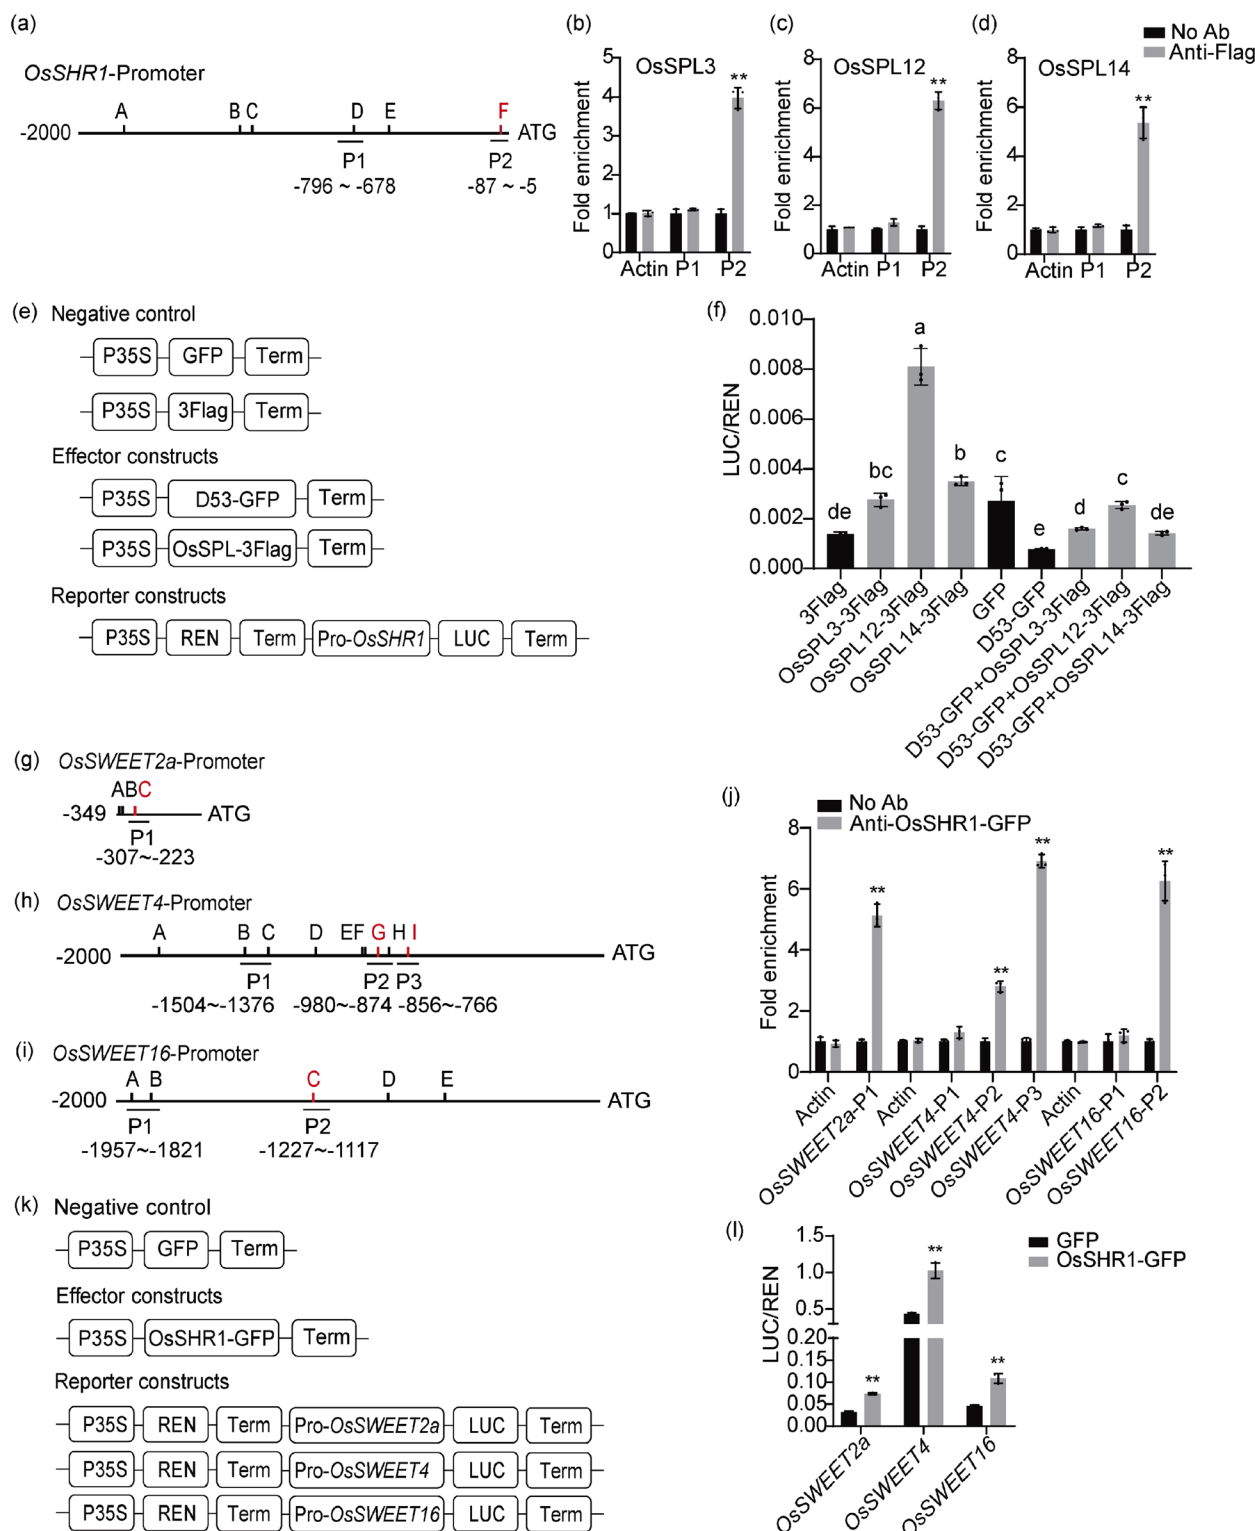 (a)
OsSHR1-Promoter
A B C D E F
-2000 ATG
P1 P2
-796 ~ -678 -87 ~ -5
(b)
OsSPL3
**
Fold enrichment
5
4
3
2
1
0
Actin P1 P2
(c)
OsSPL12
**
Fold enrichment
8
6
4
2
0
Actin P1 P2
(d)
No Ab
Anti-Flag
OsSPL14
**
Fold enrichment
8
6
4
2
0
Actin P1 P2
(e) Negative control
P35S GFP Term
P35S 3Flag Term
Effector constructs
P35S D53-GFP Term
P35S OsSPL-3Flag Term
Reporter constructs
P35S REN Term Pro-OsSHR1 LUC Term
(f)
LUC/REN
0.010
0.008
0.006
0.004
0.002
0.000
de bc a b c e d c de
3Flag
OsSPL3-3Flag
OsSPL12-3Flag
OsSPL14-3Flag
GFP
D53-GFP
D53-GFP+OsSPL3-3Flag
D53-GFP+OsSPL12-3Flag
D53-GFP+OsSPL14-3Flag
(g) OsSWEET2a-Promoter
ABC
-349 ATG
P1
-307~-223
(h) OsSWEET4-Promoter
A B C D EF G H I
-2000 ATG
P1 P2 P3
-1504~-1376 -980~-874 -856~-766
(i) OsSWEET16-Promoter
A B C D E
-2000 ATG
P1 P2
-1957~-1821 -1227~-1117
(j)
No Ab
Anti-OsSHR1-GFP
Fold enrichment
8
6
4
2
0
** ** ** **
Actin
OsSWEET2a-P1
Actin
OsSWEET4-P1
OsSWEET4-P2
OsSWEET4-P3
Actin
OsSWEET16-P1
OsSWEET16-P2
(k) Negative control
P35S GFP Term
Effector constructs
P35S OsSHR1-GFP Term
Reporter constructs
P35S REN Term Pro-OsSWEET2a LUC Term
P35S REN Term Pro-OsSWEET4 LUC Term
P35S REN Term Pro-OsSWEET16 LUC Term
(l)
GFP
OsSHR1-GFP
LUC/REN
1.5
1.0
0.5
0.20
0.15
0.10
0.05
0.00
** ** **
OsSWEET2a
OsSWEET4
OsSWEET16